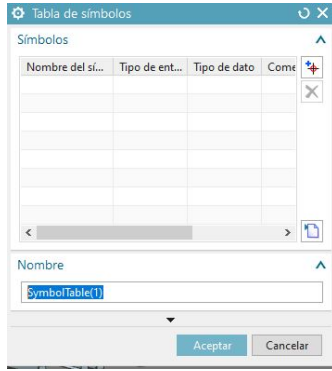 Tabla de símbolos
Símbolos
Nombre del sí... Tipo de ent... Tipo de dato Come
Nombre
SymbolTable(1)
Aceptar Cancelar